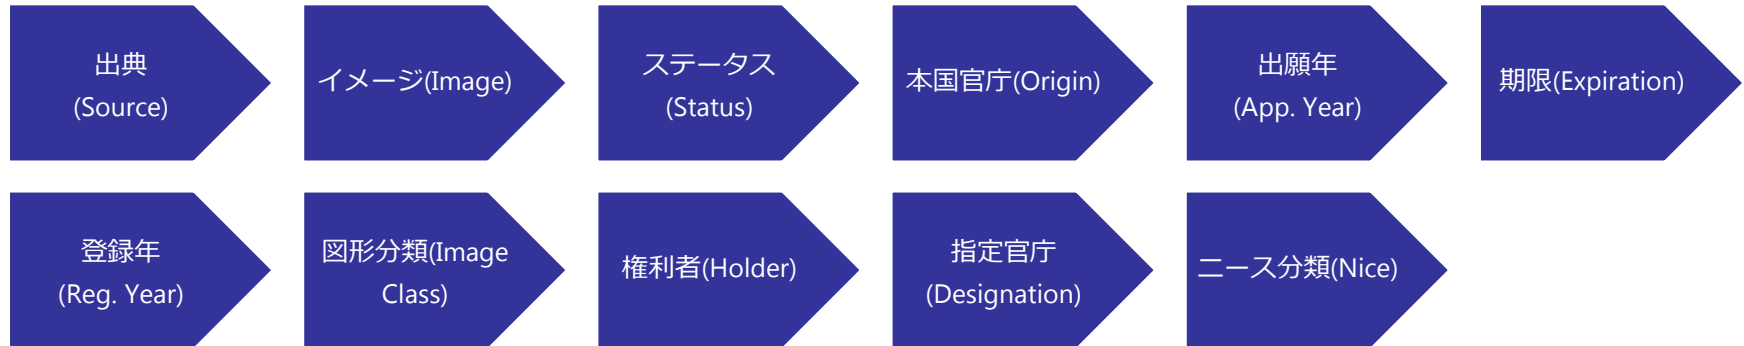 出典
(Source)
イメージ(Image)
ステータス
(Status)
本国官庁(Origin)
出願年
(App. Year)
期限(Expiration)
登録年
(Reg. Year)
図形分類(Image
Class)
権利者(Holder)
指定官庁
(Designation)
ニース分類(Nice)